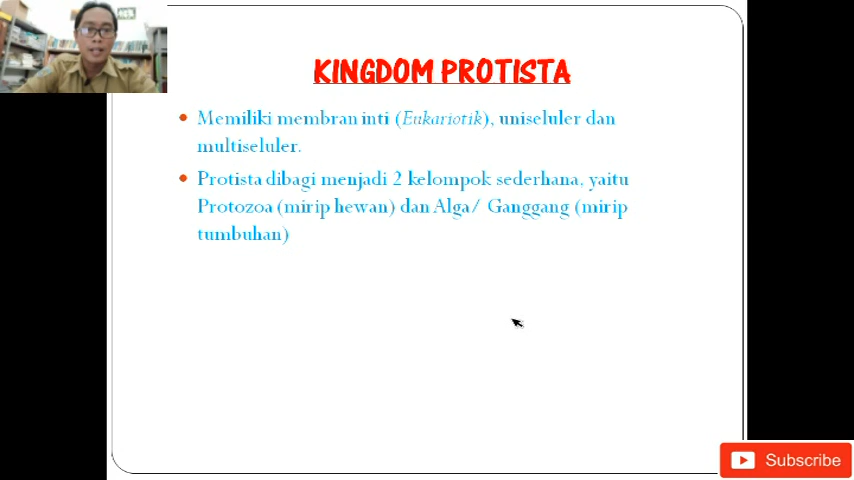 KINGDOM PROTISTA
Memiliki membran inti (Eukariotik), uniseluler dan
multiseluler.
Protista dibagi menjadi 2 kelompok sederhana, yaitu
Protozoa (mirip hewan) dan Alga/ Ganggang (mirip
tumbuhan)
Subscribe